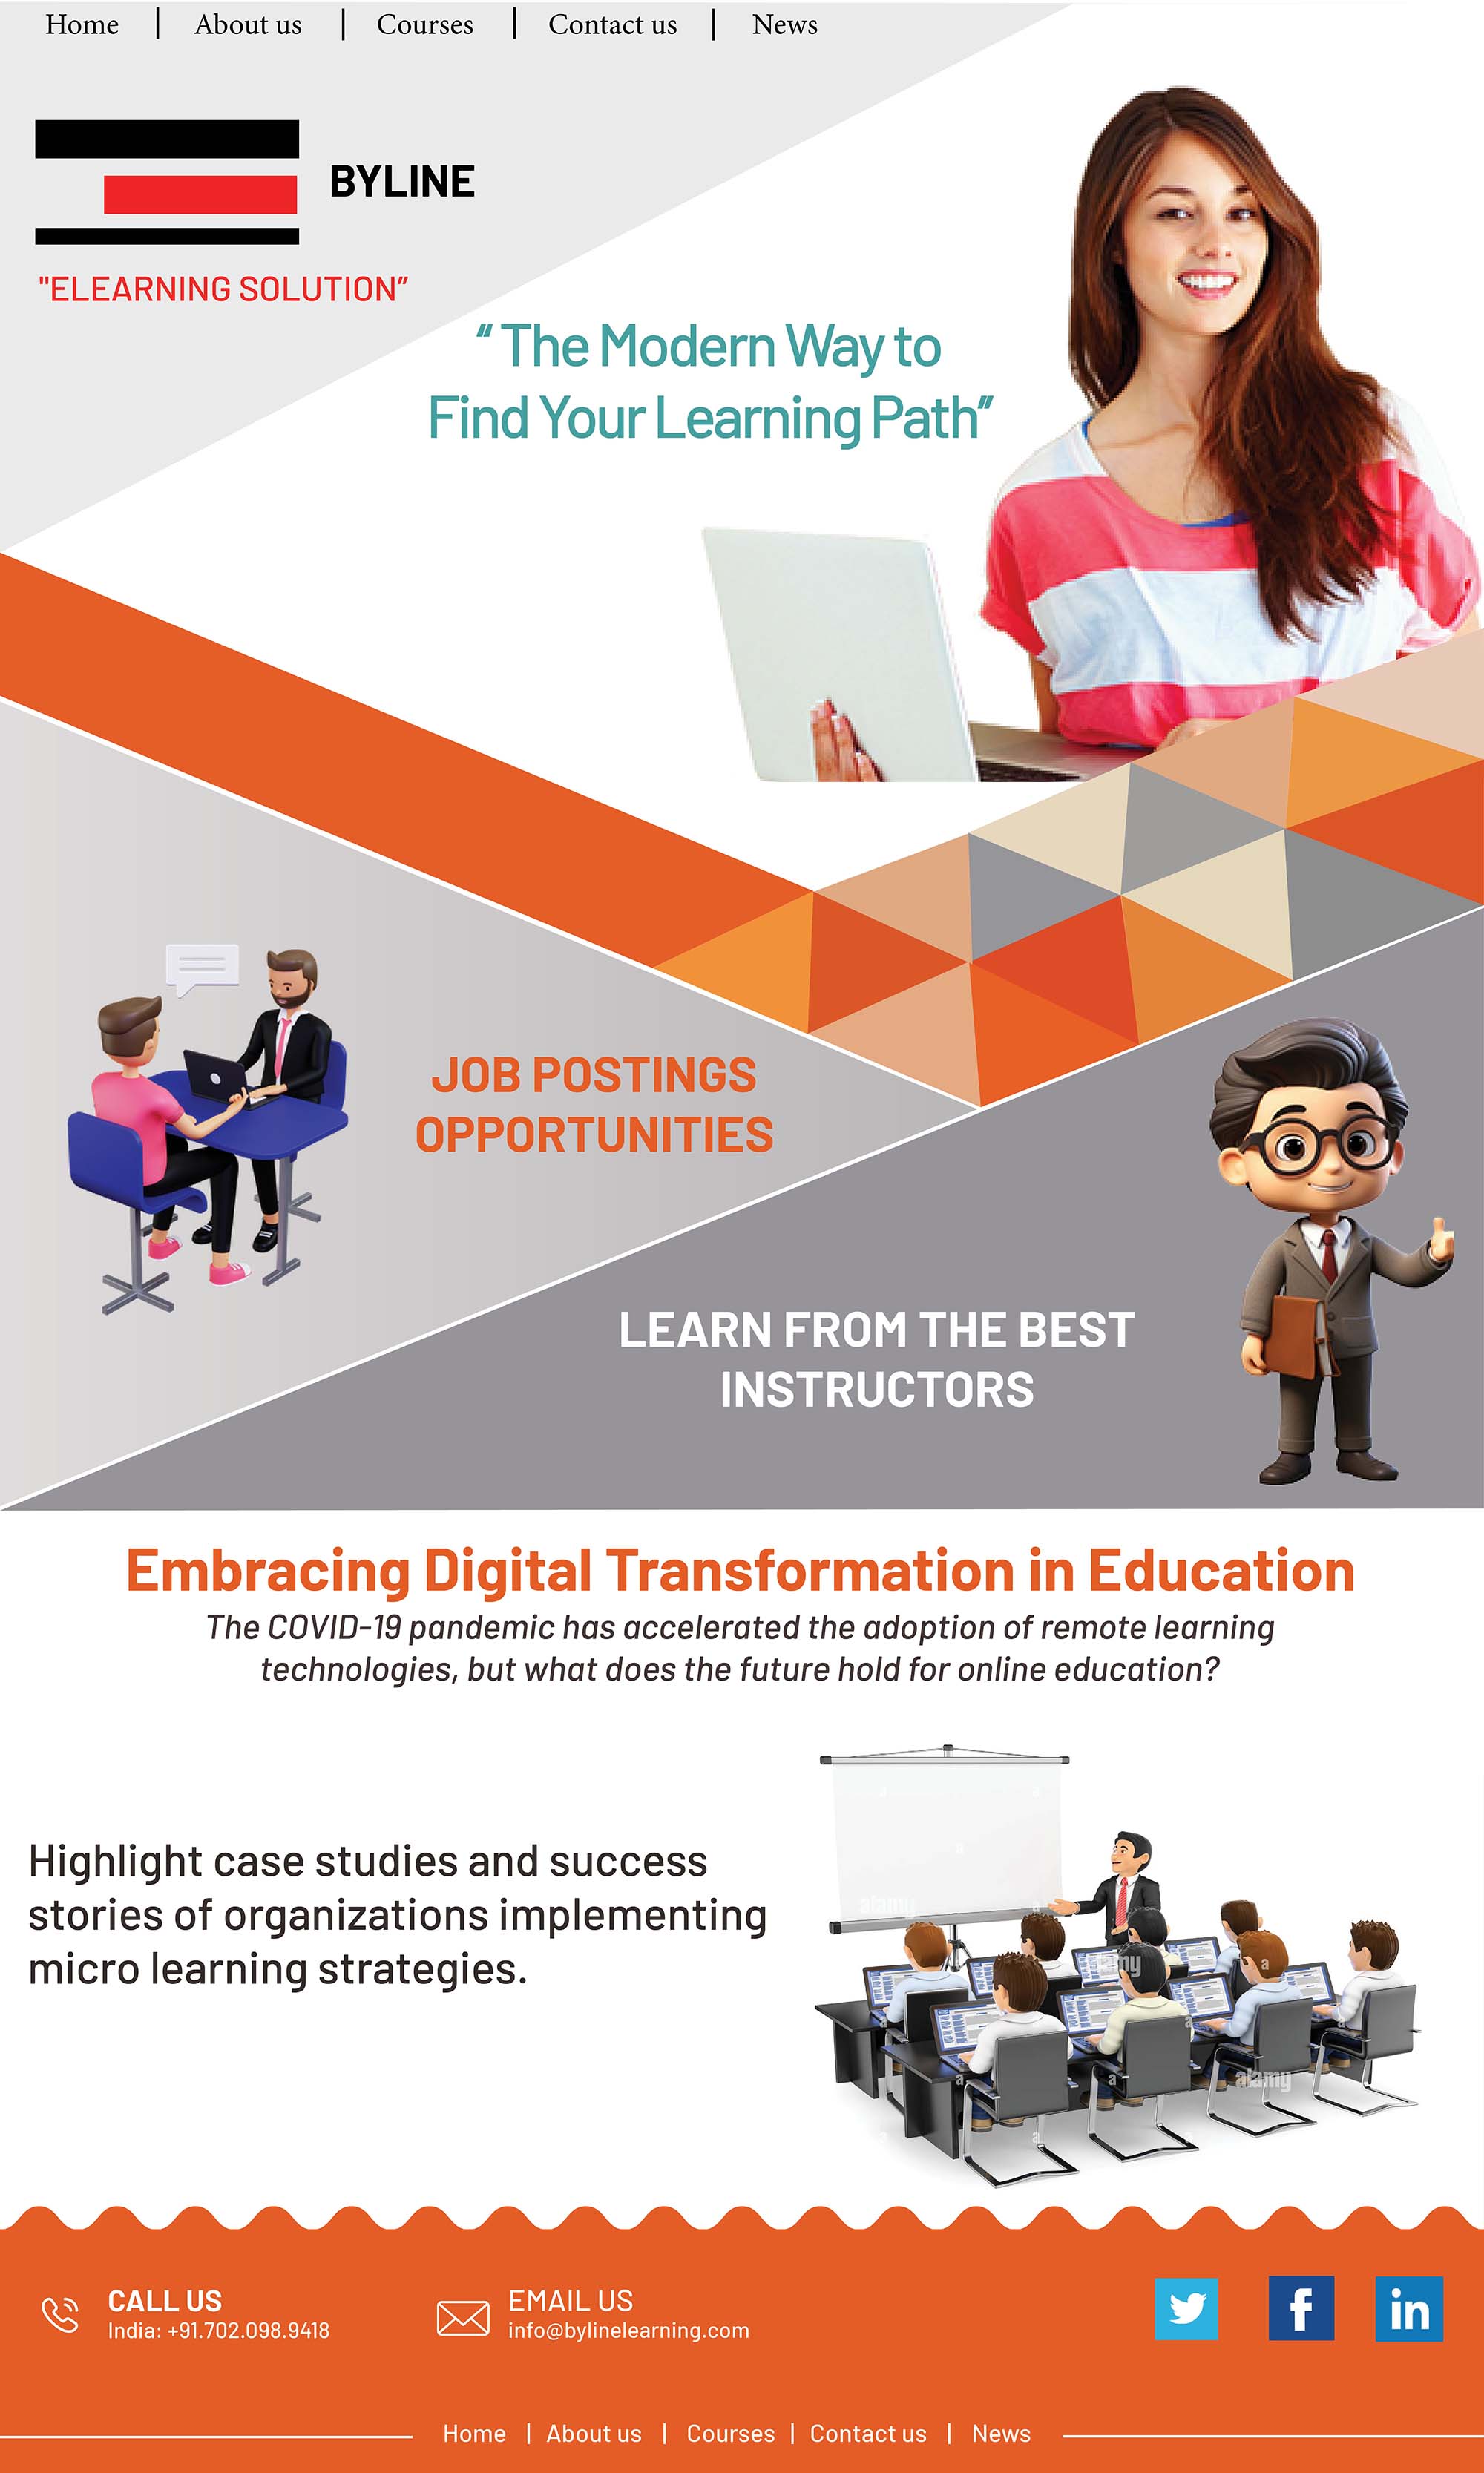 Home | About us | Courses | Contact us | News
BYLINE
"ELEARNING SOLUTION”
“ The Modern Way to
Find Your Learning Path”
JOB POSTINGS
OPPORTUNITIES
LEARN FROM THE BEST
INSTRUCTORS
Embracing Digital Transformation in Education
The COVID-19 pandemic has accelerated the adoption of remote learning
technologies, but what does the future hold for online education?
Highlight case studies and success
stories of organizations implementing
micro learning strategies.
alamy
alamy
alamy
CALL US
India: +91.702.098.9418
EMAIL US
info@bylinelearning.com
Home | About us | Courses | Contact us | News